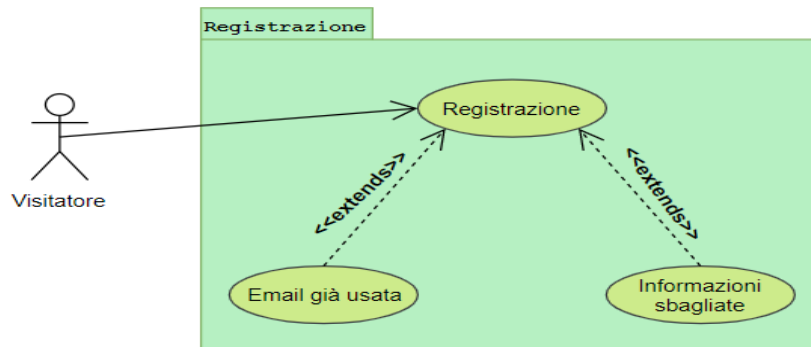 Registrazione
Registrazione
Visitatore
<<extends>>
<<extends>>
Email già usata
Informazioni
sbagliate